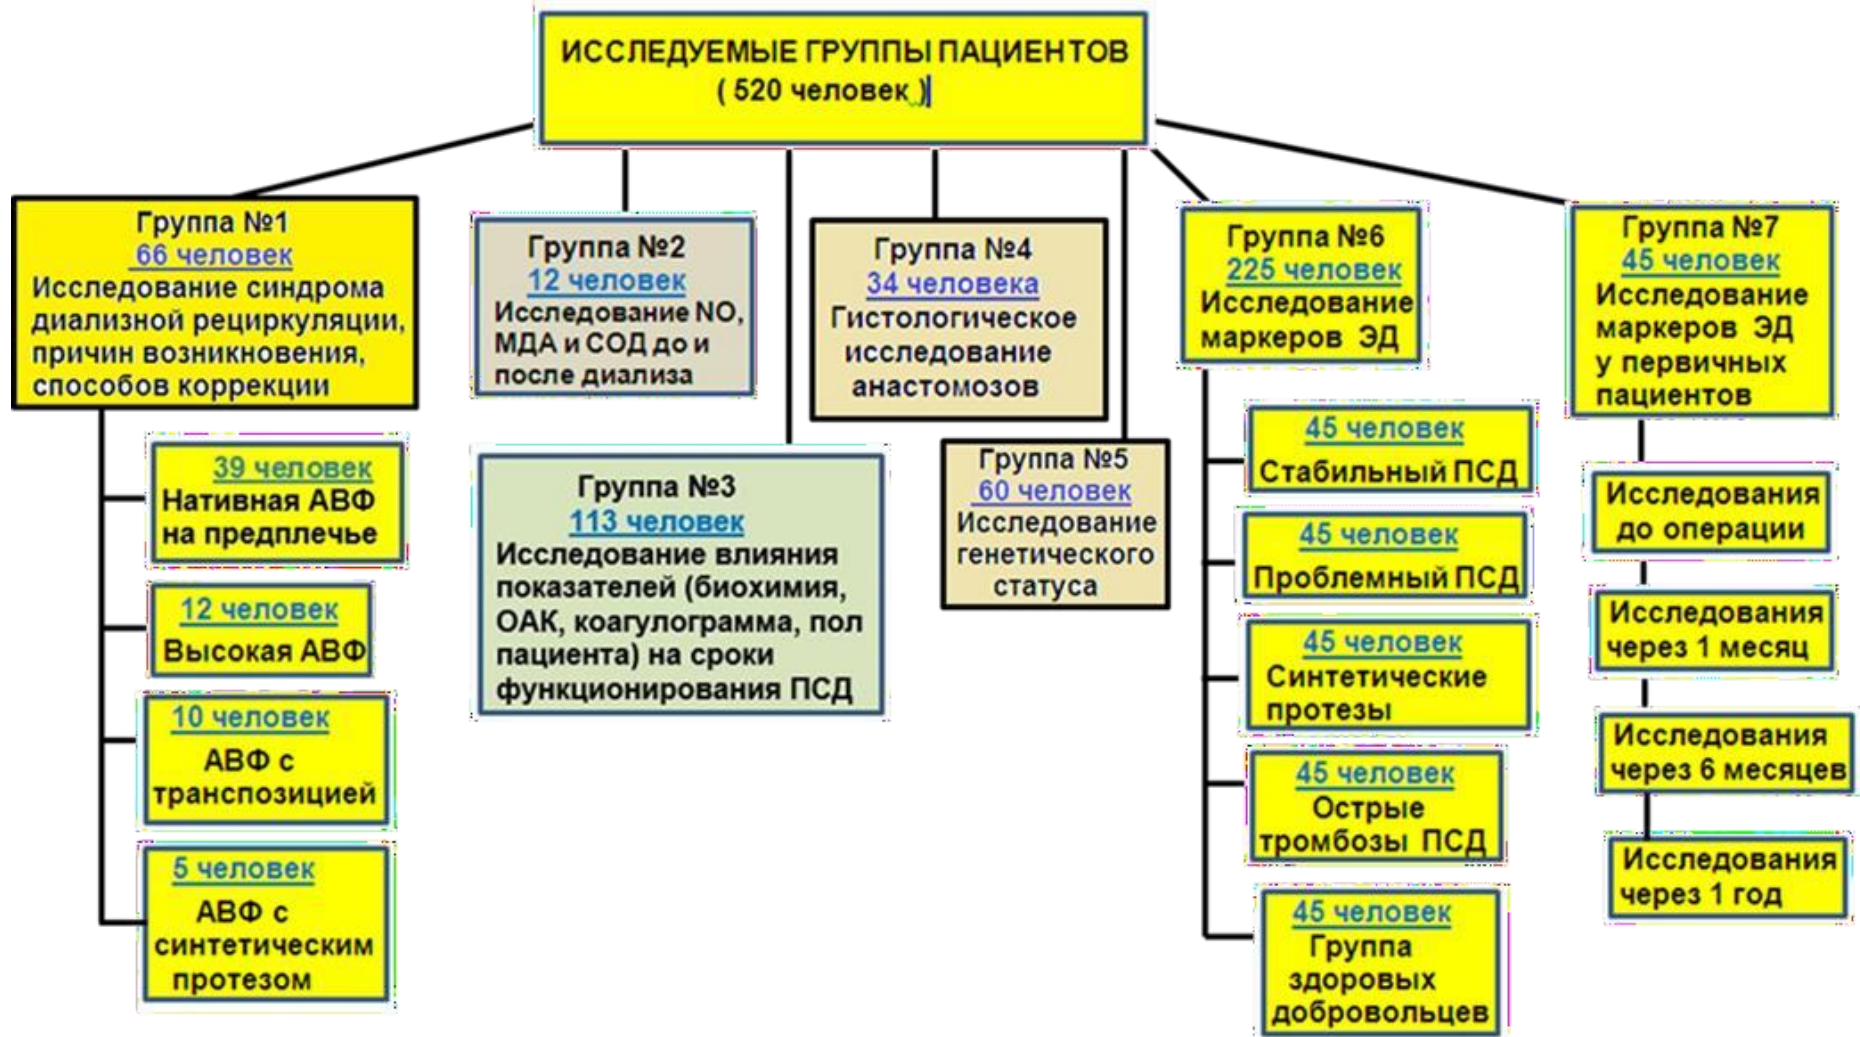 ИССЛЕДУЕМЫЕ ГРУППЫ ПАЦИЕНТОВ
( 520 человек )
Группа №1
66 человек
Исследование синдрома
диализной рециркуляции,
причин возникновения,
способов коррекции
39 человек
Нативная АВФ
на предплечье
12 человек
Высокая АВФ
10 человек
АВФ с
транспозицией
5 человек
АВФ с
синтетическим
протезом
Группа №2
12 человек
Исследование NO,
МДА и СОД до и
после диализа
Группа №3
113 человек
Исследование влияния
показателей (биохимия,
ОАК, коагулограмма, пол
пациента) на сроки
функционирования ПСД
Группа №4
34 человека
Гистологическое
исследование
анастомозов
Группа №5
60 человек
Исследование
генетического
статуса
Группа №6
225 человек
Исследование
маркеров ЭД
45 человек
Стабильный ПСД
45 человек
Проблемный ПСД
45 человек
Синтетические
протезы
45 человек
Острые
тромбозы ПСД
45 человек
Группа
здоровых
добровольцев
Группа №7
45 человек
Исследование
маркеров ЭД
у первичных
пациентов
Исследования
до операции
Исследования
через 1 месяц
Исследования
через 6 месяцев
Исследования
через 1 год